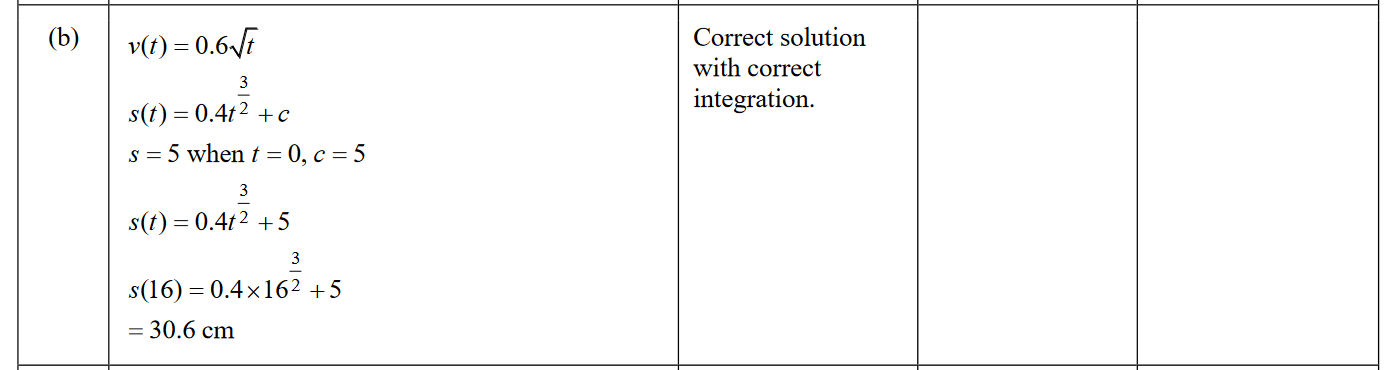 (b)
v(t) = 0.6√t
s(t) = 0.4t^(3/2) + c
s = 5 when t = 0, c = 5
s(t) = 0.4t^(3/2) + 5
s(16) = 0.4 × 16^(3/2) + 5
= 30.6 cm
Correct solution
with correct
integration.